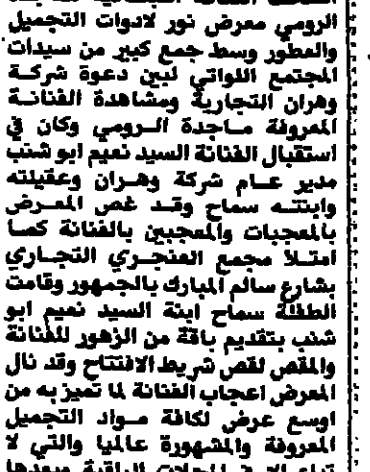 الرومي معرض نور لادوات التجميل
والعطور وسط جمع كبير من سيدات
المجتمع اللواتي لبين دعوة شركة
وهران التجارية ومشاهدة الفنانة
المعروفة ماجدة الرومي وكان في
استقبال الفنانة السيد نعيم ابو شنب
مدير عام شركة وهران وعقيلته
وابنته سماح وقد غص المعرض
بالمعجبات والمعجبين بالفنانة كما
امتلا مجمع العنجري التجاري
بشارع سالم المبارك بالجمهور وقامت
الطفلة سماح ابنة السيد نعيم ابو
شنب بتقديم باقة من الزهور للفنانة
والمقص لقص شريط الافتتاح وقد نال
المعرض اعجاب الفنانة لما تميز به من
اوسع عرض لكافة مواد التجميل
المعروفة والمشهورة عالميا والتي لا
المحلات الراقية وبعدها